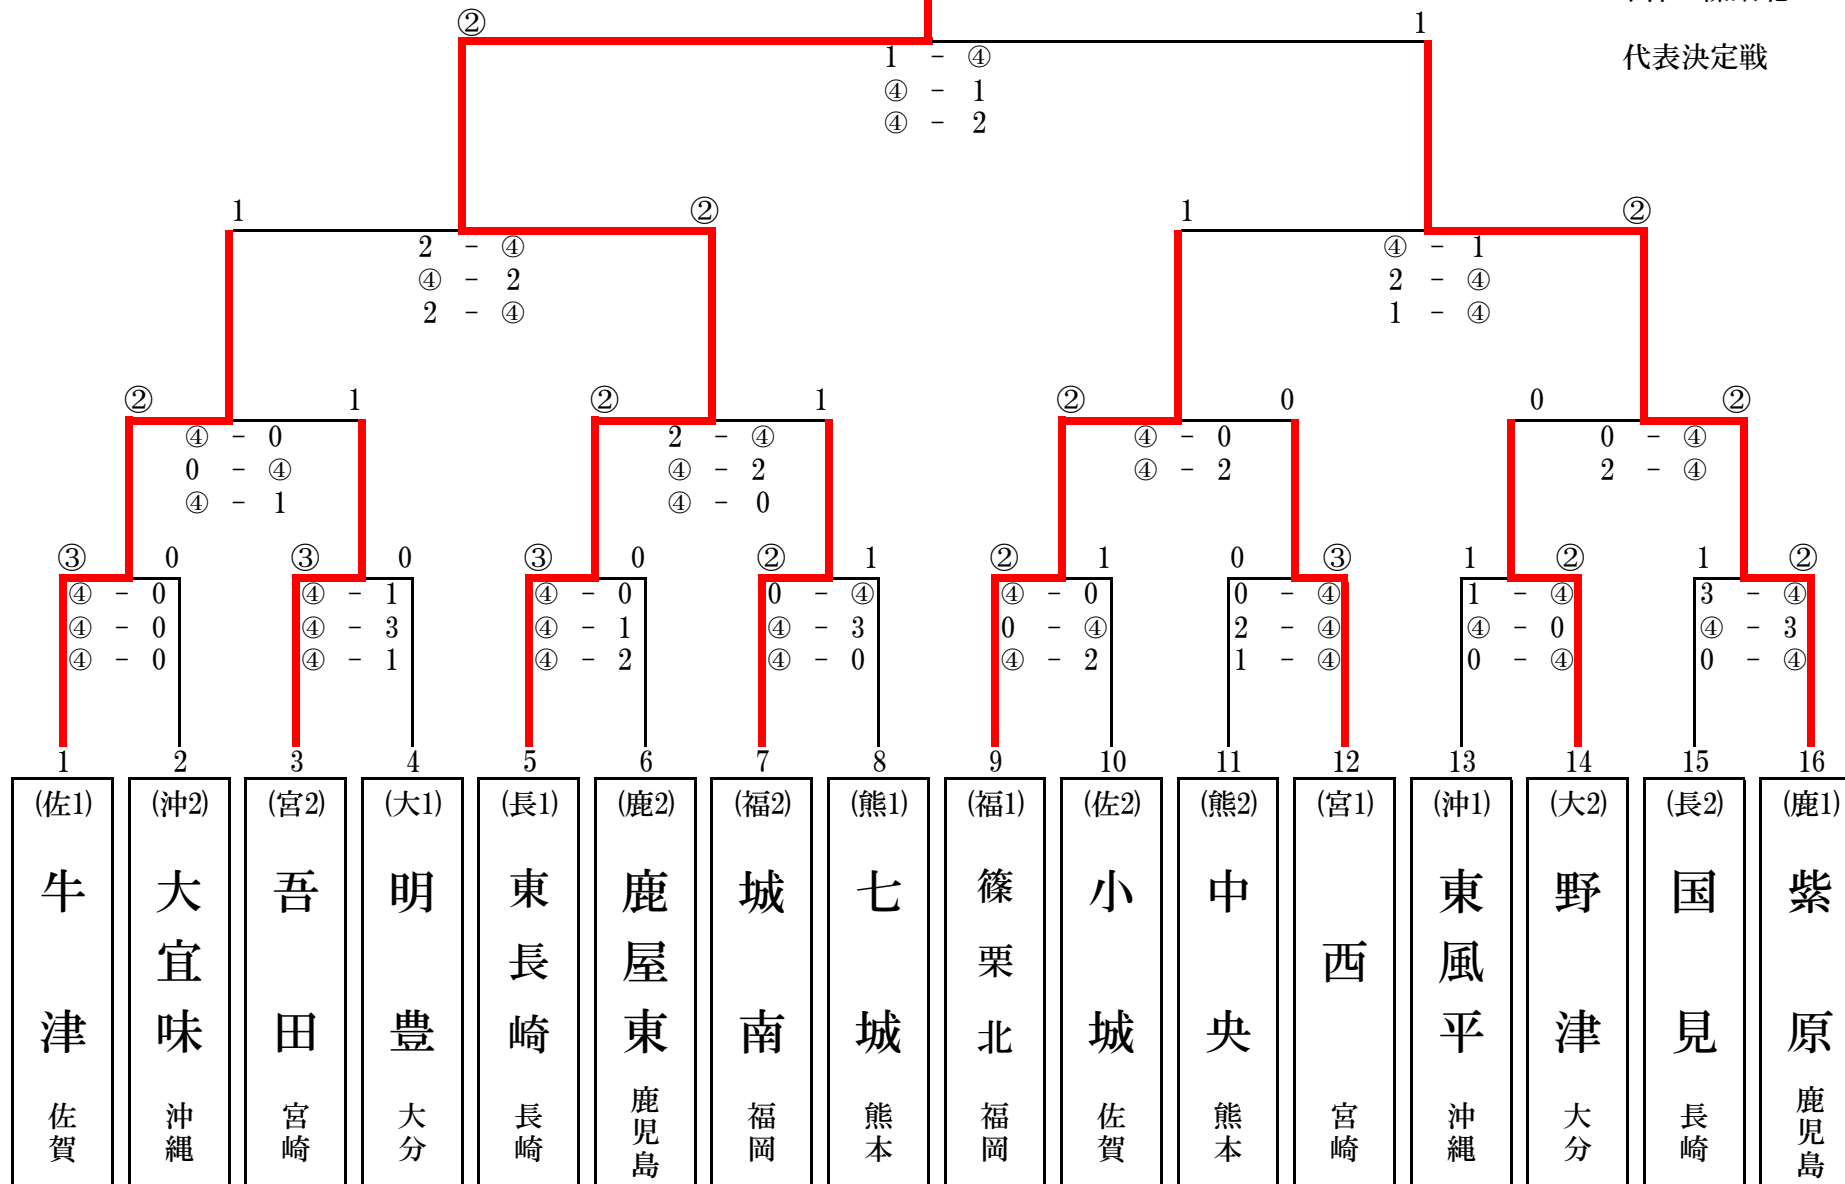 ② 1
1 - ④
④ - 1
④ - 2
代表決定戦
1 ② 1 ②
2 - ④ ④ - 1
④ - 2 2 - ④
2 - ④ 1 - ④
② 1 ② 1 ② 0 0 ②
④ - 0 2 - ④ ④ - 0 0 - ④
0 - ④ ④ - 2 ④ - 2 2 - ④
④ - 1 ④ - 0
③ 0 ③ 0 ③ 0 ② 1 ② 1 0 ③ 1 ② 1 ②
④ - 0 ④ - 1 ④ - 0 0 - ④ ④ - 0 0 - ④ 1 - ④ 3 - ④
④ - 0 ④ - 3 ④ - 1 ④ - 3 0 - ④ 2 - ④ ④ - 0 ④ - 3
④ - 0 ④ - 1 ④ - 2 ④ - 0 ④ - 2 1 - ④ 0 - ④ 0 - ④
1 2 3 4 5 6 7 8 9 10 11 12 13 14 15 16
(佐1) (沖2) (宮2) (大1) (長1) (鹿2) (福2) (熊1) (福1) (佐2) (熊2) (宮1) (沖1) (大2) (長2) (鹿1)
牛津
大宜味
吾田
明豊
東長崎
鹿屋東
城南
七城
篠栗北
小城
中央
西
東風平
野津
国見
紫原
佐賀
沖縄
宮崎
大分
長崎
鹿児島
福岡
熊本
福岡
佐賀
熊本
宮崎
沖縄
大分
長崎
鹿児島